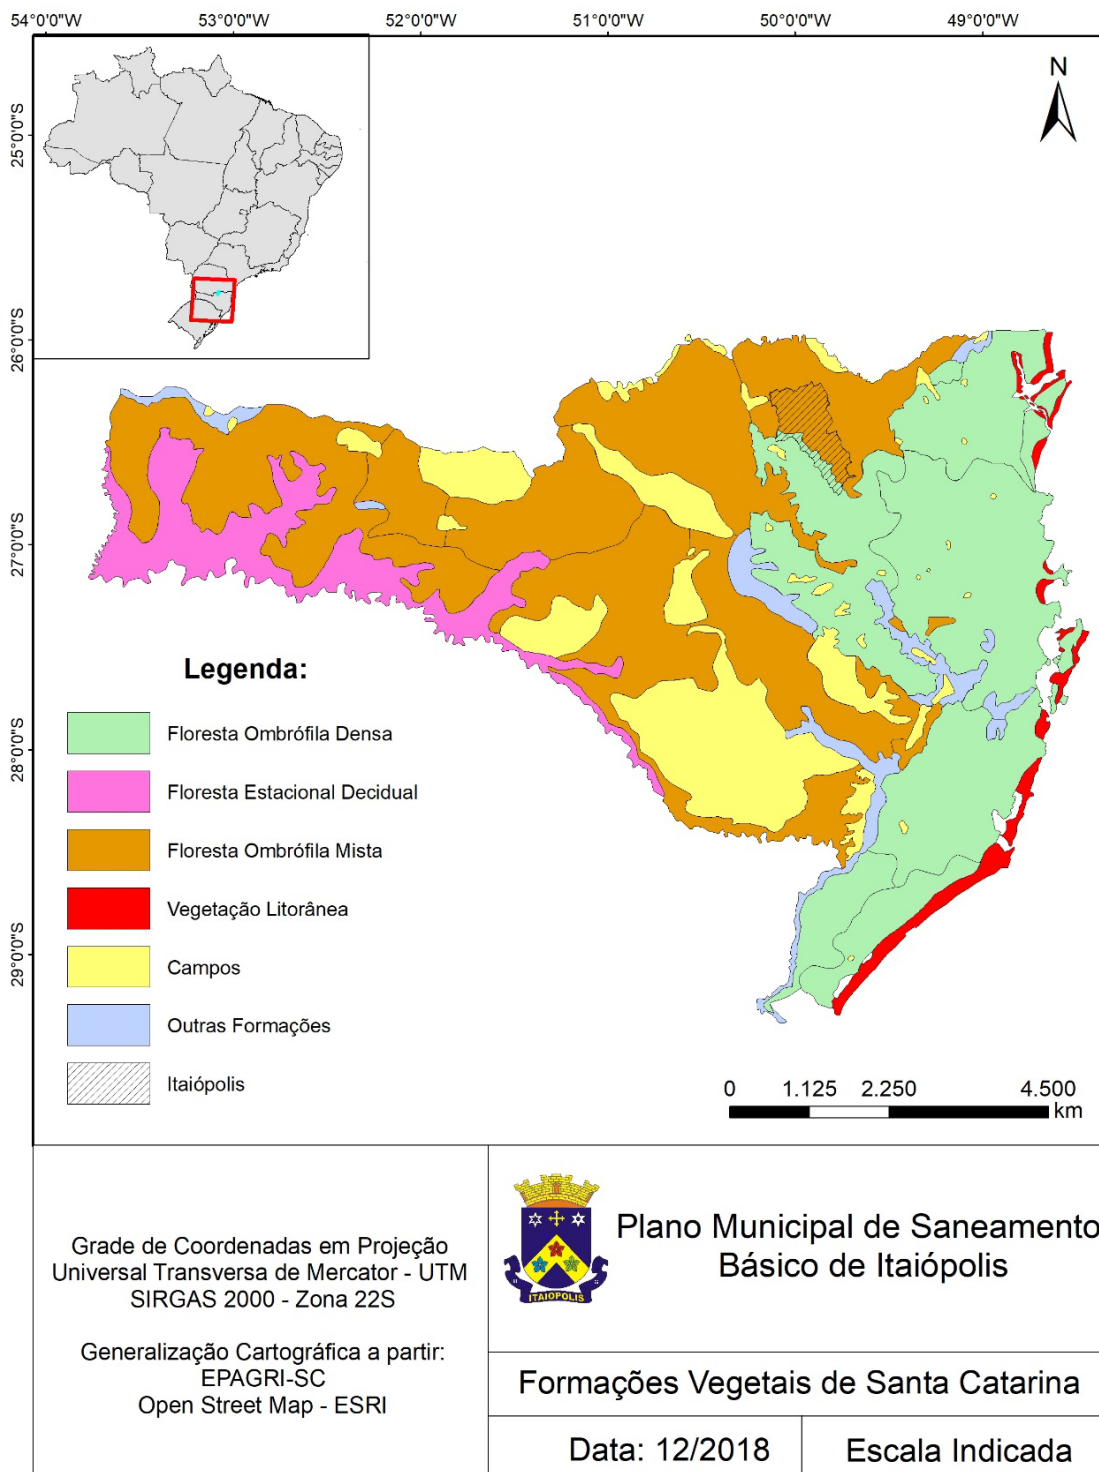 54°0'0"W 53°0'0"W 52°0'0"W 51°0'0"W 50°0'0"W 49°0'0"W
N
25°0'0"S
26°0'0"S
27°0'0"S
28°0'0"S
29°0'0"S
Legenda:
Floresta Ombrófila Densa
Floresta Estacional Decidual
Floresta Ombrófila Mista
Vegetação Litorânea
Campos
Outras Formações
Itaiópolis
0 1.125 2.250 4.500
km
Grade de Coordenadas em Projeção
Universal Transversa de Mercator - UTM
SIRGAS 2000 - Zona 22S
Generalização Cartográfica a partir:
EPAGRI-SC
Open Street Map - ESRI
ITAIOPOLIS
Plano Municipal de Saneamento
Básico de Itaiópolis
Formações Vegetais de Santa Catarina
Data: 12/2018
Escala Indicada